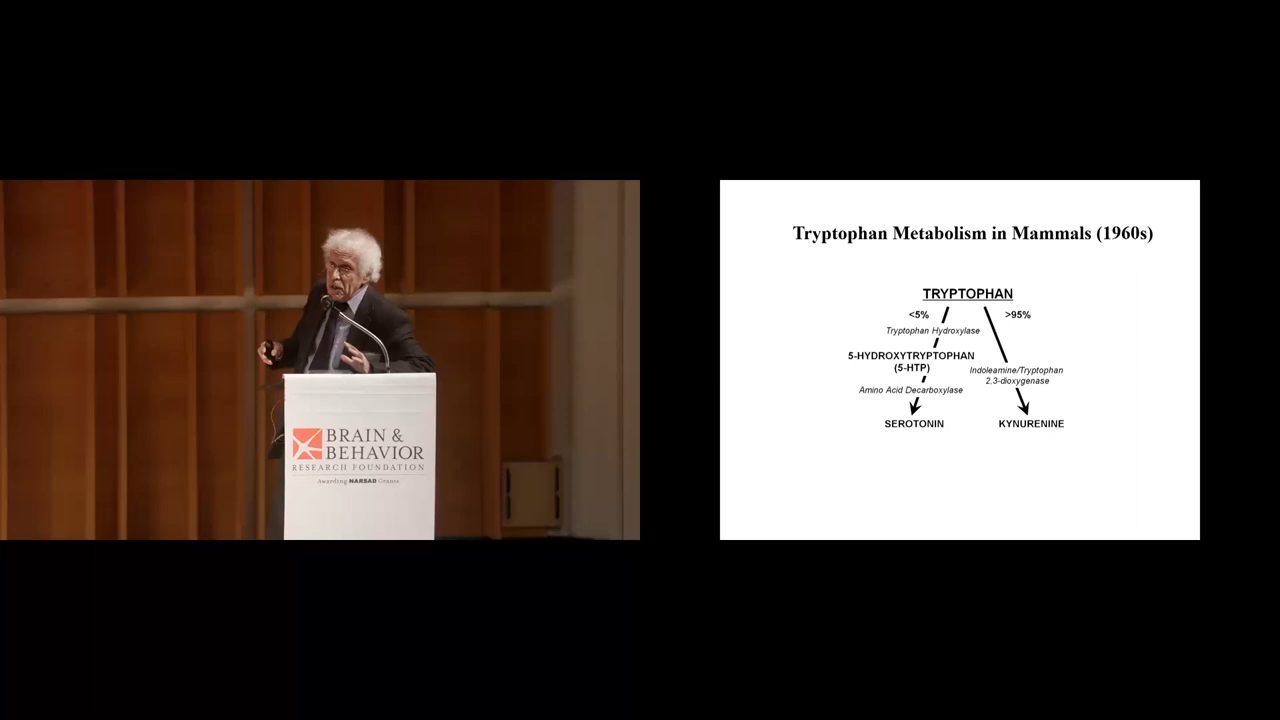 BRAIN &
BEHAVIOR
RESEARCH FOUNDATION
Awarding NARSAD Grants
Tryptophan Metabolism in Mammals (1960s)
TRYPTOPHAN
<5%
>95%
Tryptophan Hydroxylase
5-HYDROXYTRYPTOPHAN
(5-HTP)
Indoleamine/Tryptophan
2,3-dioxygenase
Amino Acid Decarboxylase
SEROTONIN
KYNURENINE